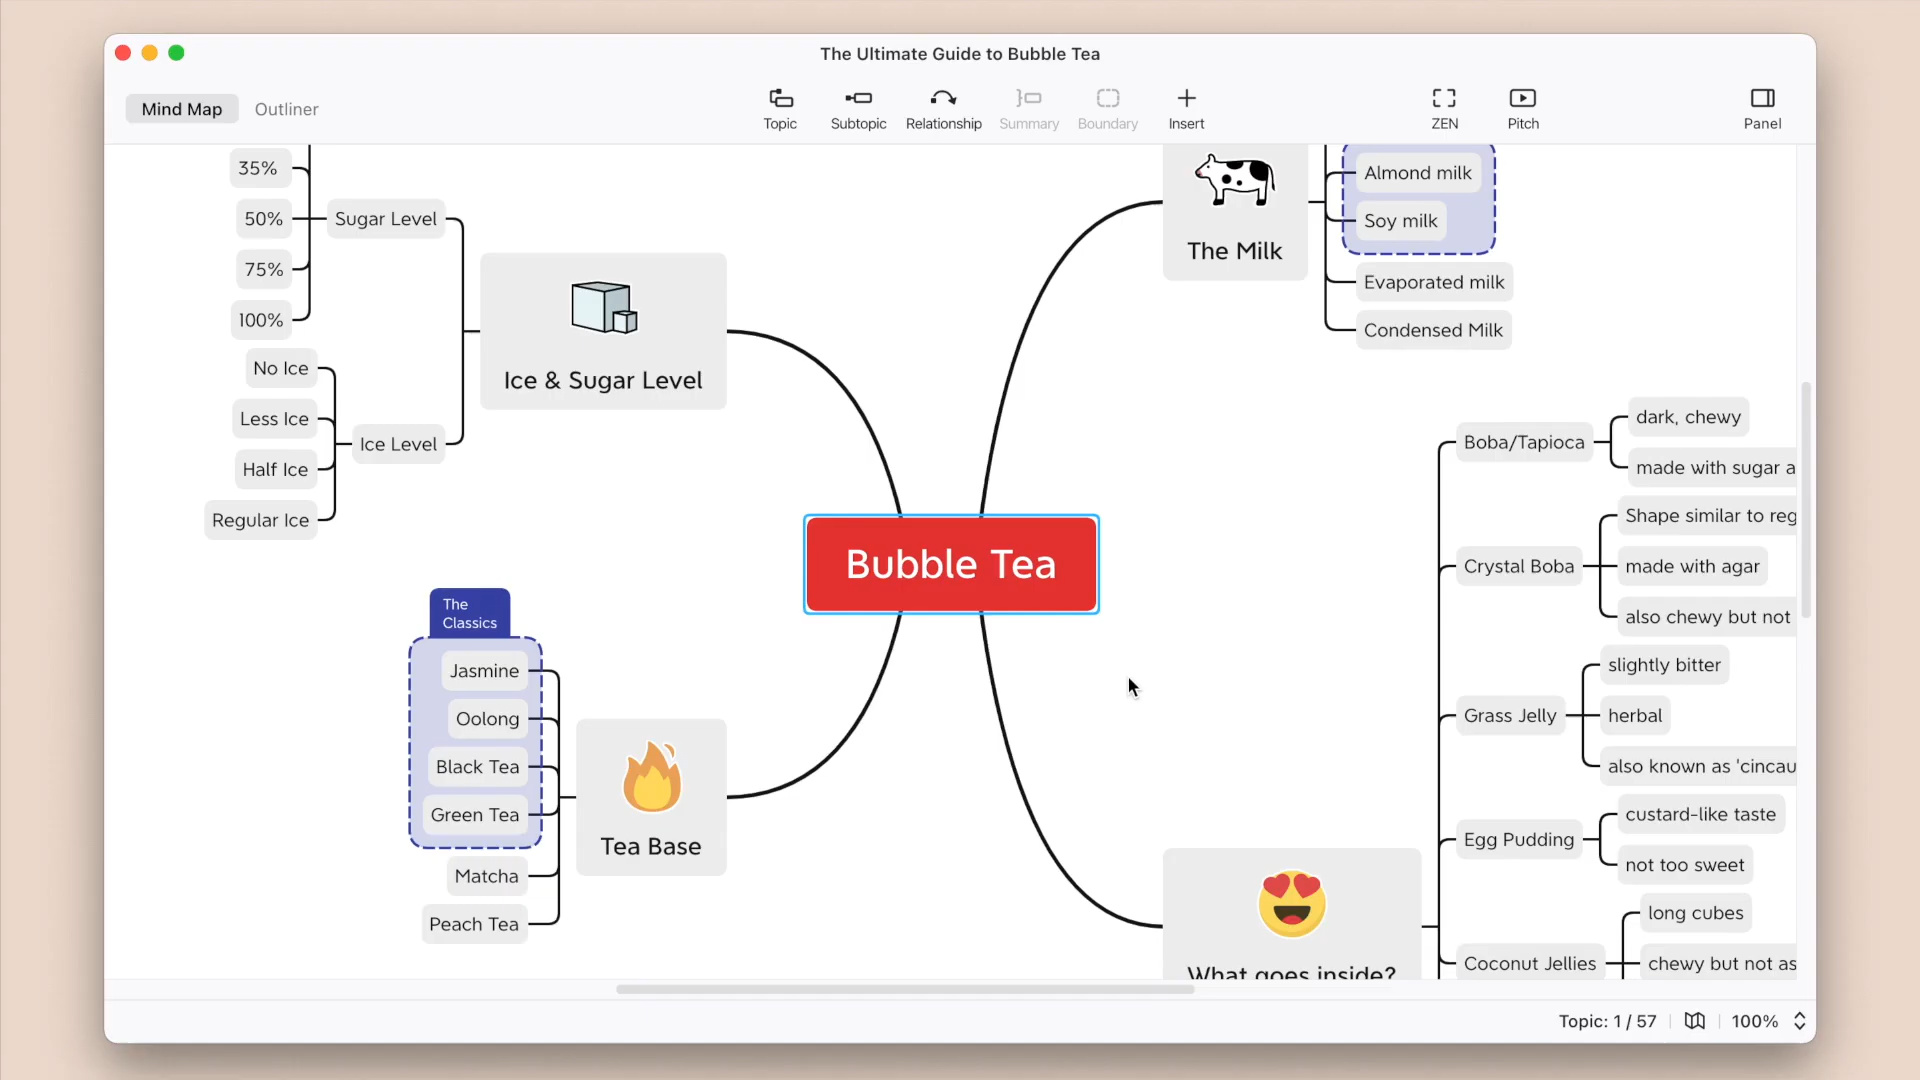 The Ultimate Guide to Bubble Tea
Mind Map
Outliner
Topic
Subtopic
Relationship
Summary
Boundary
Insert
ZEN
Pitch
Panel
35%
50%
75%
100%
Sugar Level
No Ice
Less Ice
Half Ice
Regular Ice
Ice Level
Ice & Sugar Level
The
Classics
Jasmine
Oolong
Black Tea
Green Tea
Matcha
Peach Tea
Tea Base
Bubble Tea
The Milk
Almond milk
Soy milk
Evaporated milk
Condensed Milk
Boba/Tapioca
dark, chewy
made with sugar a
Crystal Boba
Shape similar to reg
made with agar
also chewy but not
Grass Jelly
slightly bitter
herbal
also known as 'cincau
Egg Pudding
custard-like taste
not too sweet
Coconut Jellies
long cubes
chewy but not as
What goes inside?
Topic: 1 / 57
100%